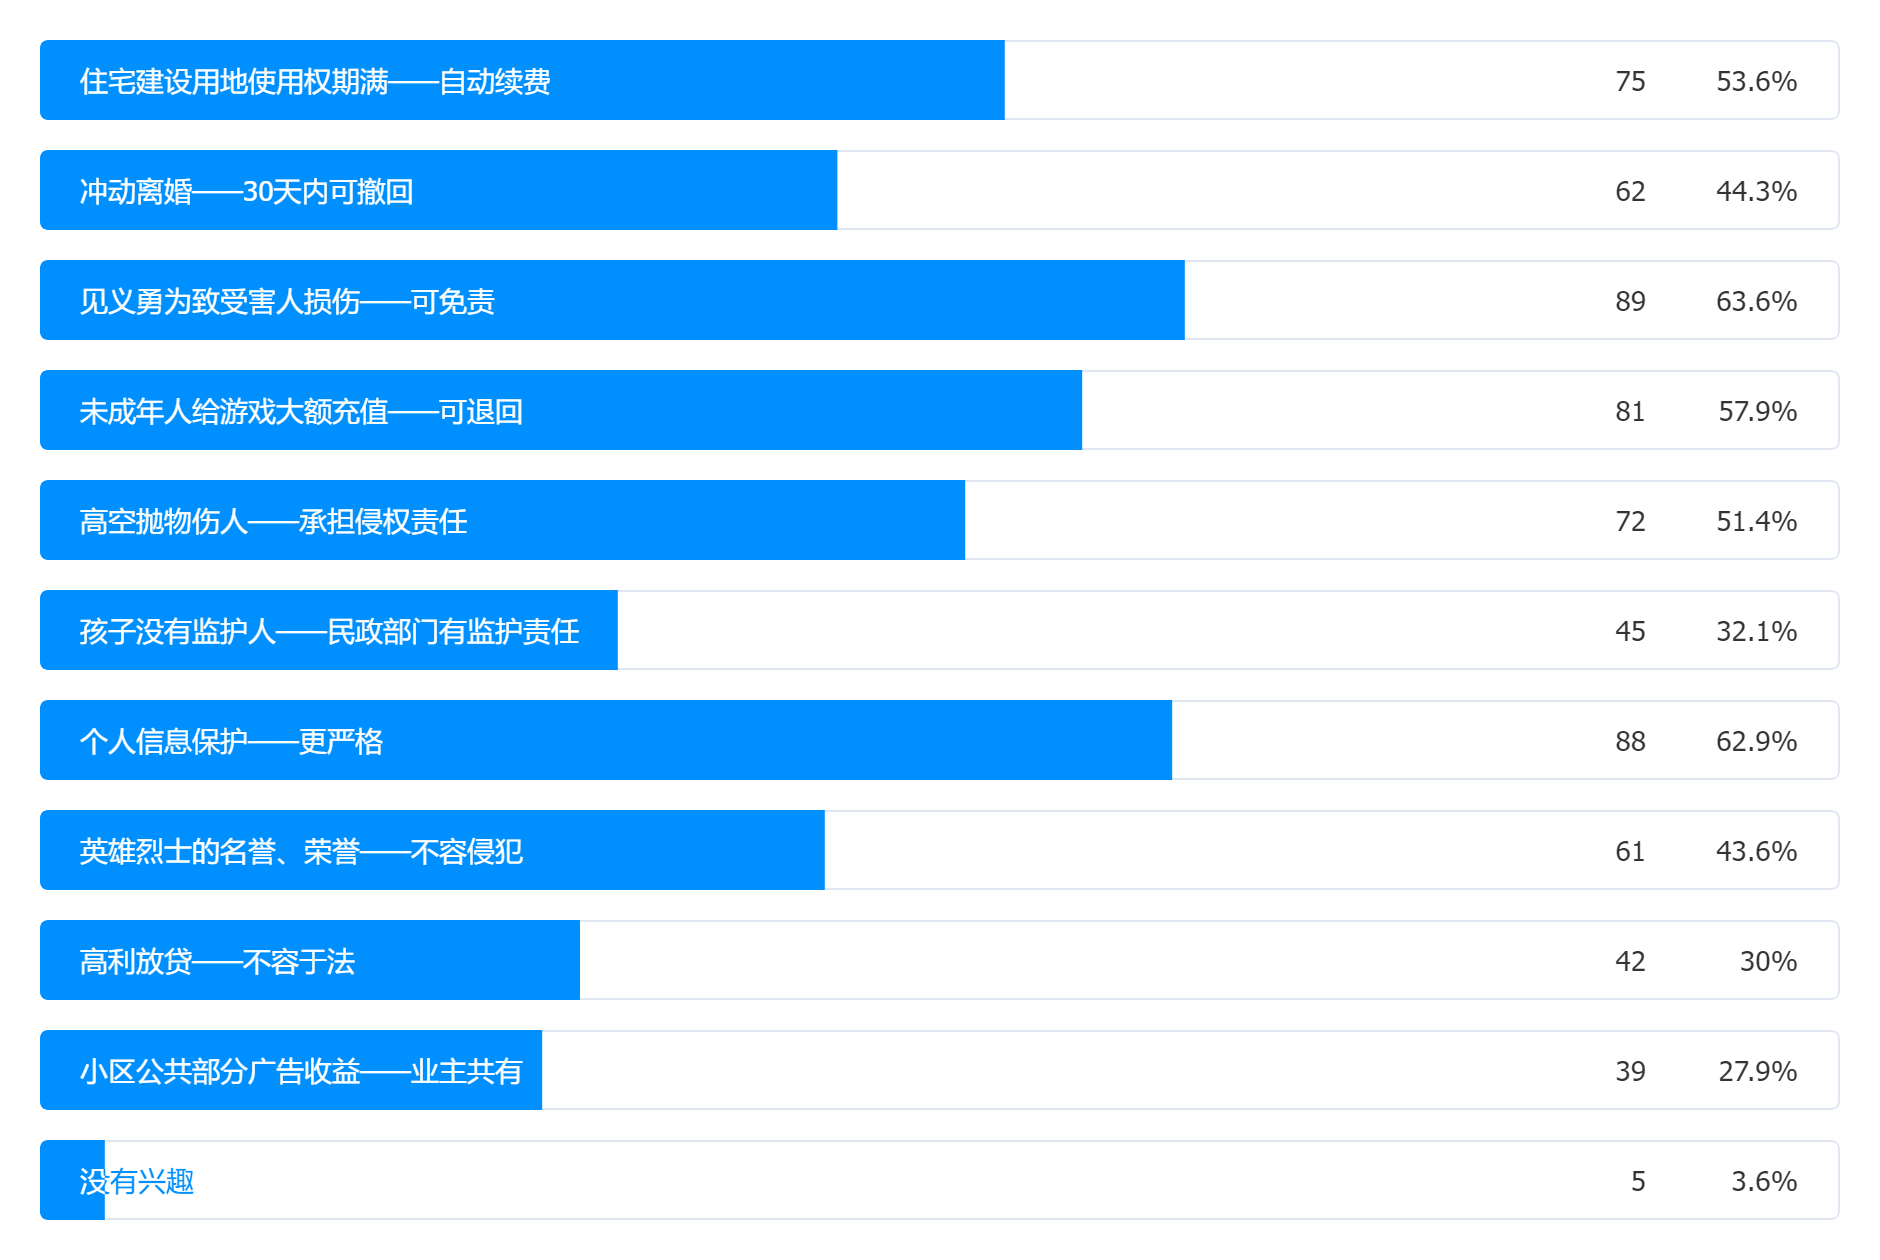 住宅建设用地使用权期满——自动续费 75 53.6%
冲动离婚——30天内可撤回 62 44.3%
见义勇为致受害人损伤——可免责 89 63.6%
未成年人给游戏大额充值——可退回 81 57.9%
高空抛物伤人——承担侵权责任 72 51.4%
孩子没有监护人——民政部门有监护责任 45 32.1%
个人信息保护——更严格 88 62.9%
英雄烈士的名誉、荣誉——不容侵犯 61 43.6%
高利放贷——不容于法 42 30%
小区公共部分广告收益——业主共有 39 27.9%
没有兴趣 5 3.6%